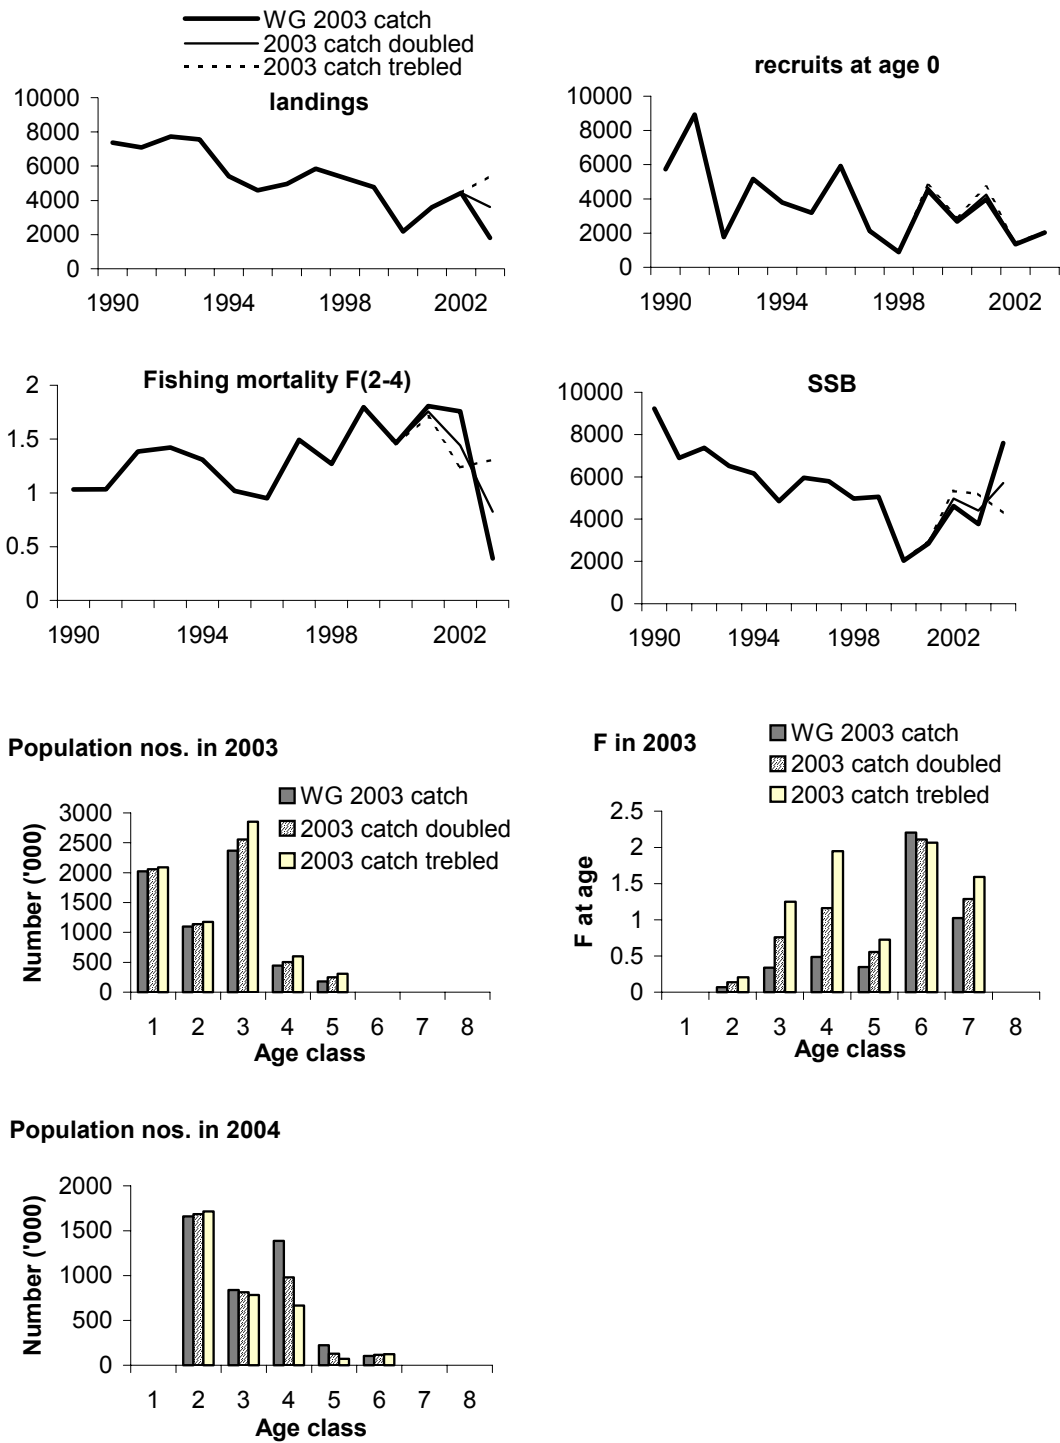 WG 2003 catch
2003 catch doubled
2003 catch trebled
landings
10000
8000
6000
4000
2000
0
1990 1994 1998 2002
recruits at age 0
10000
8000
6000
4000
2000
0
1990 1994 1998 2002
Fishing mortality F(2-4)
2
1.5
1
0.5
0
1990 1994 1998 2002
SSB
10000
8000
6000
4000
2000
0
1990 1994 1998 2002
Population nos. in 2003
WG 2003 catch
2003 catch doubled
2003 catch trebled
Number ('000)
3000
2500
2000
1500
1000
500
0
1 2 3 4 5 6 7 8
Age class
F in 2003
WG 2003 catch
2003 catch doubled
2003 catch trebled
F at age
2.5
2
1.5
1
0.5
0
1 2 3 4 5 6 7 8
Age class
Population nos. in 2004
Number ('000)
2000
1500
1000
500
0
1 2 3 4 5 6 7 8
Age class